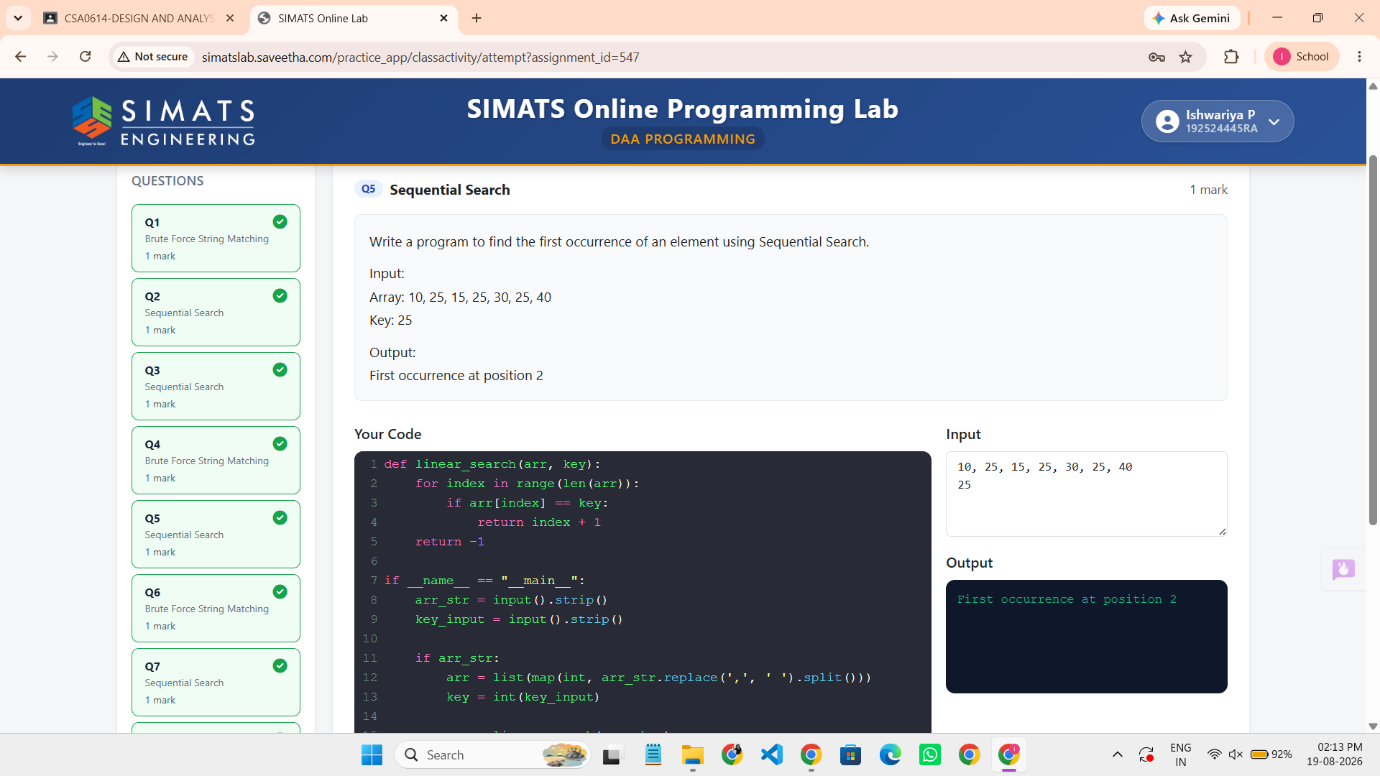 CSA0614-DESIGN AND ANALYS
SIMATS Online Lab
Ask Gemini
Not secure
simatslab.saveetha.com/practice_app/classactivity/attempt?assignment_id=547
School
SIMATS
ENGINEERING
SIMATS Online Programming Lab
DAA PROGRAMMING
Ishwariya P
192524445RA
QUESTIONS
Q1
Brute Force String Matching
1 mark
Q2
Sequential Search
1 mark
Q3
Sequential Search
1 mark
Q4
Brute Force String Matching
1 mark
Q5
Sequential Search
1 mark
Q6
Brute Force String Matching
1 mark
Q7
Sequential Search
1 mark
Q5 Sequential Search
1 mark
Write a program to find the first occurrence of an element using Sequential Search.
Input:
Array: 10, 25, 15, 25, 30, 25, 40
Key: 25
Output:
First occurrence at position 2
Your Code
1 def linear_search(arr, key):
2     for index in range(len(arr)):
3         if arr[index] == key:
4             return index + 1
5     return -1
6
7 if __name__ == "__main__":
8     arr_str = input().strip()
9     key_input = input().strip()
10
11     if arr_str:
12         arr = list(map(int, arr_str.replace(',', ' ').split()))
13         key = int(key_input)
14
Input
10, 25, 15, 25, 30, 25, 40
25
Output
First occurrence at position 2
Search
ENG
IN
92%
02:13 PM
19-08-2026